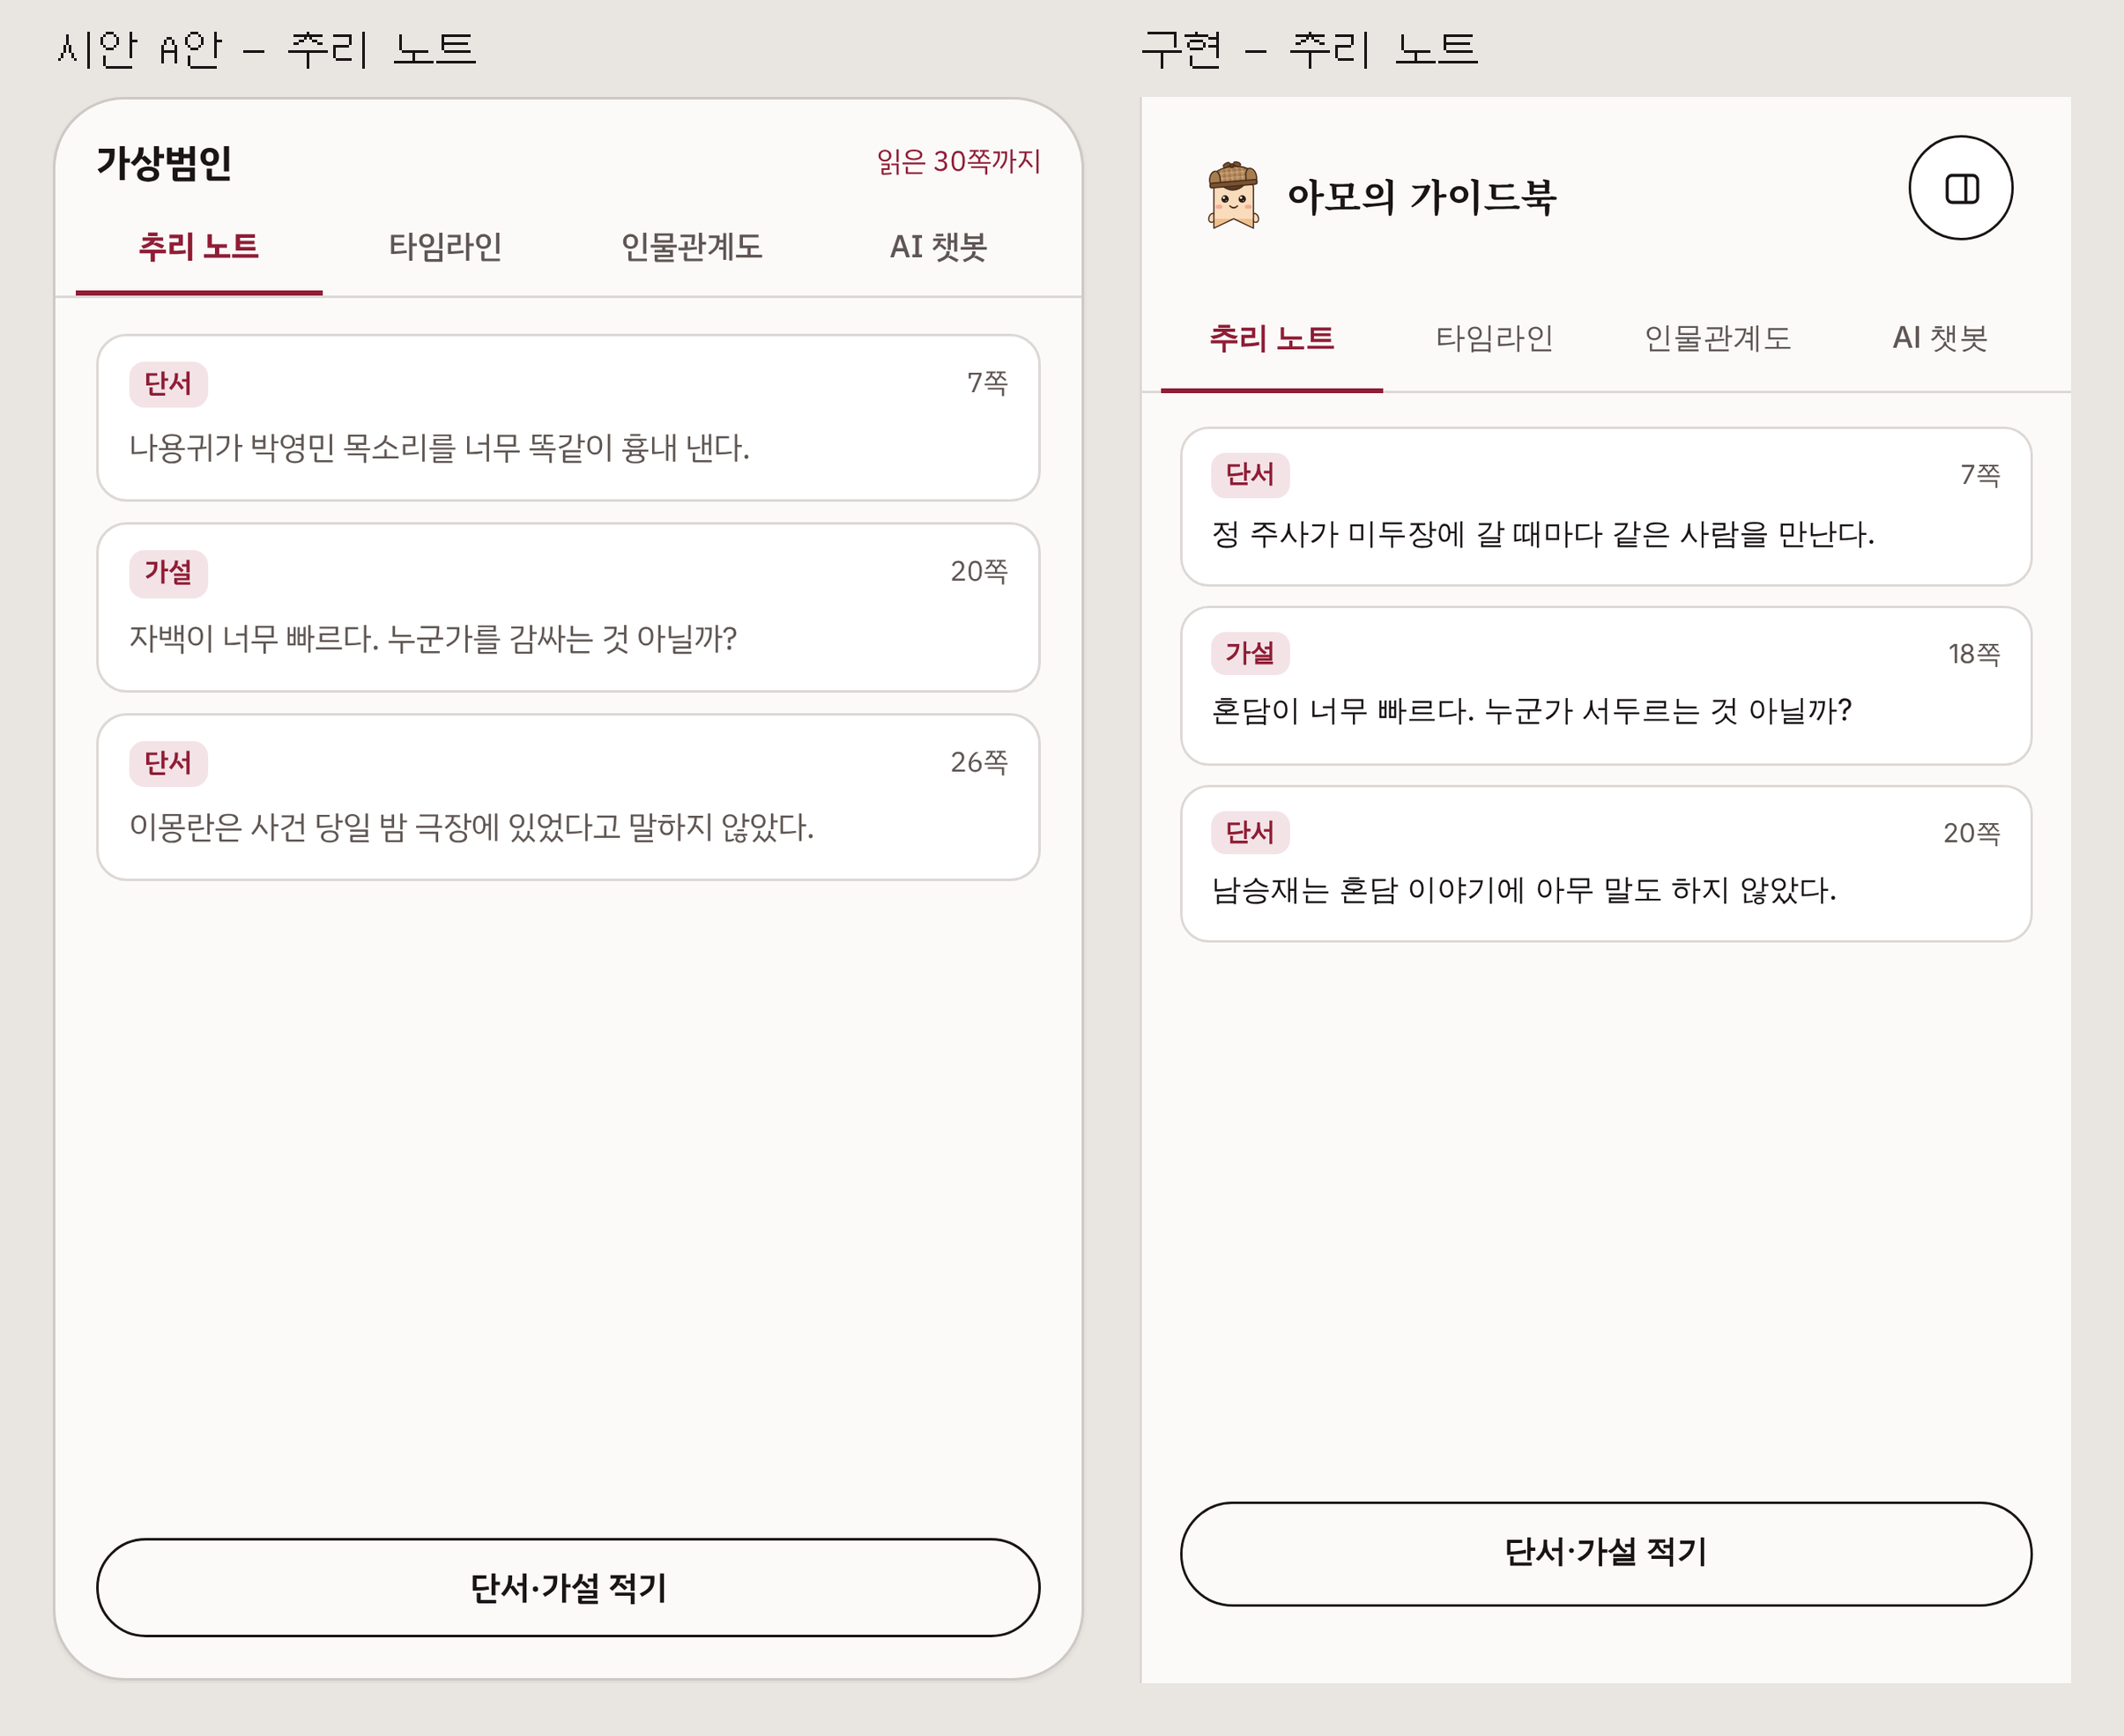 시안 A안 – 추리 노트
가상범인
읽은 30쪽까지
추리 노트 타임라인 인물관계도 AI 챗봇
단서 7쪽
나용귀가 박영민 목소리를 너무 똑같이 흉내 낸다.
가설 20쪽
자백이 너무 빠르다. 누군가를 감싸는 것 아닐까?
단서 26쪽
이몽란은 사건 당일 밤 극장에 있었다고 말하지 않았다.
단서·가설 적기
구현 – 추리 노트
아모의 가이드북
추리 노트 타임라인 인물관계도 AI 챗봇
단서 7쪽
정 주사가 미두장에 갈 때마다 같은 사람을 만난다.
가설 18쪽
혼담이 너무 빠르다. 누군가 서두르는 것 아닐까?
단서 20쪽
남승재는 혼담 이야기에 아무 말도 하지 않았다.
단서·가설 적기